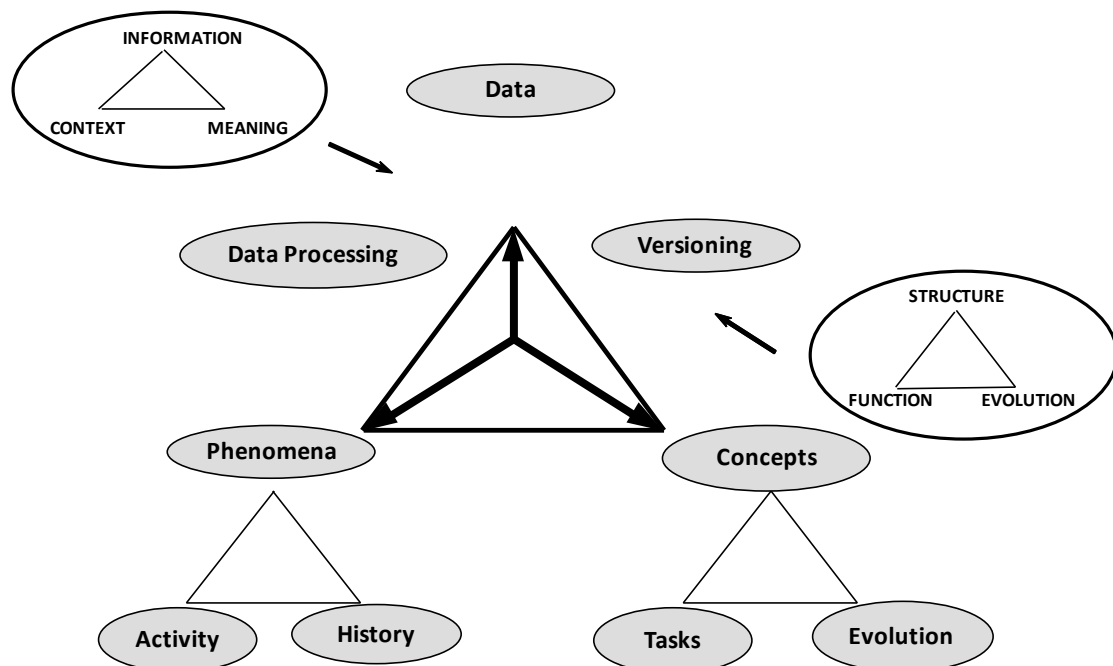 INFORMATION
CONTEXT MEANING
Data
Data Processing
Versioning
STRUCTURE
FUNCTION EVOLUTION
Phenomena
Concepts
Activity
History
Tasks
Evolution